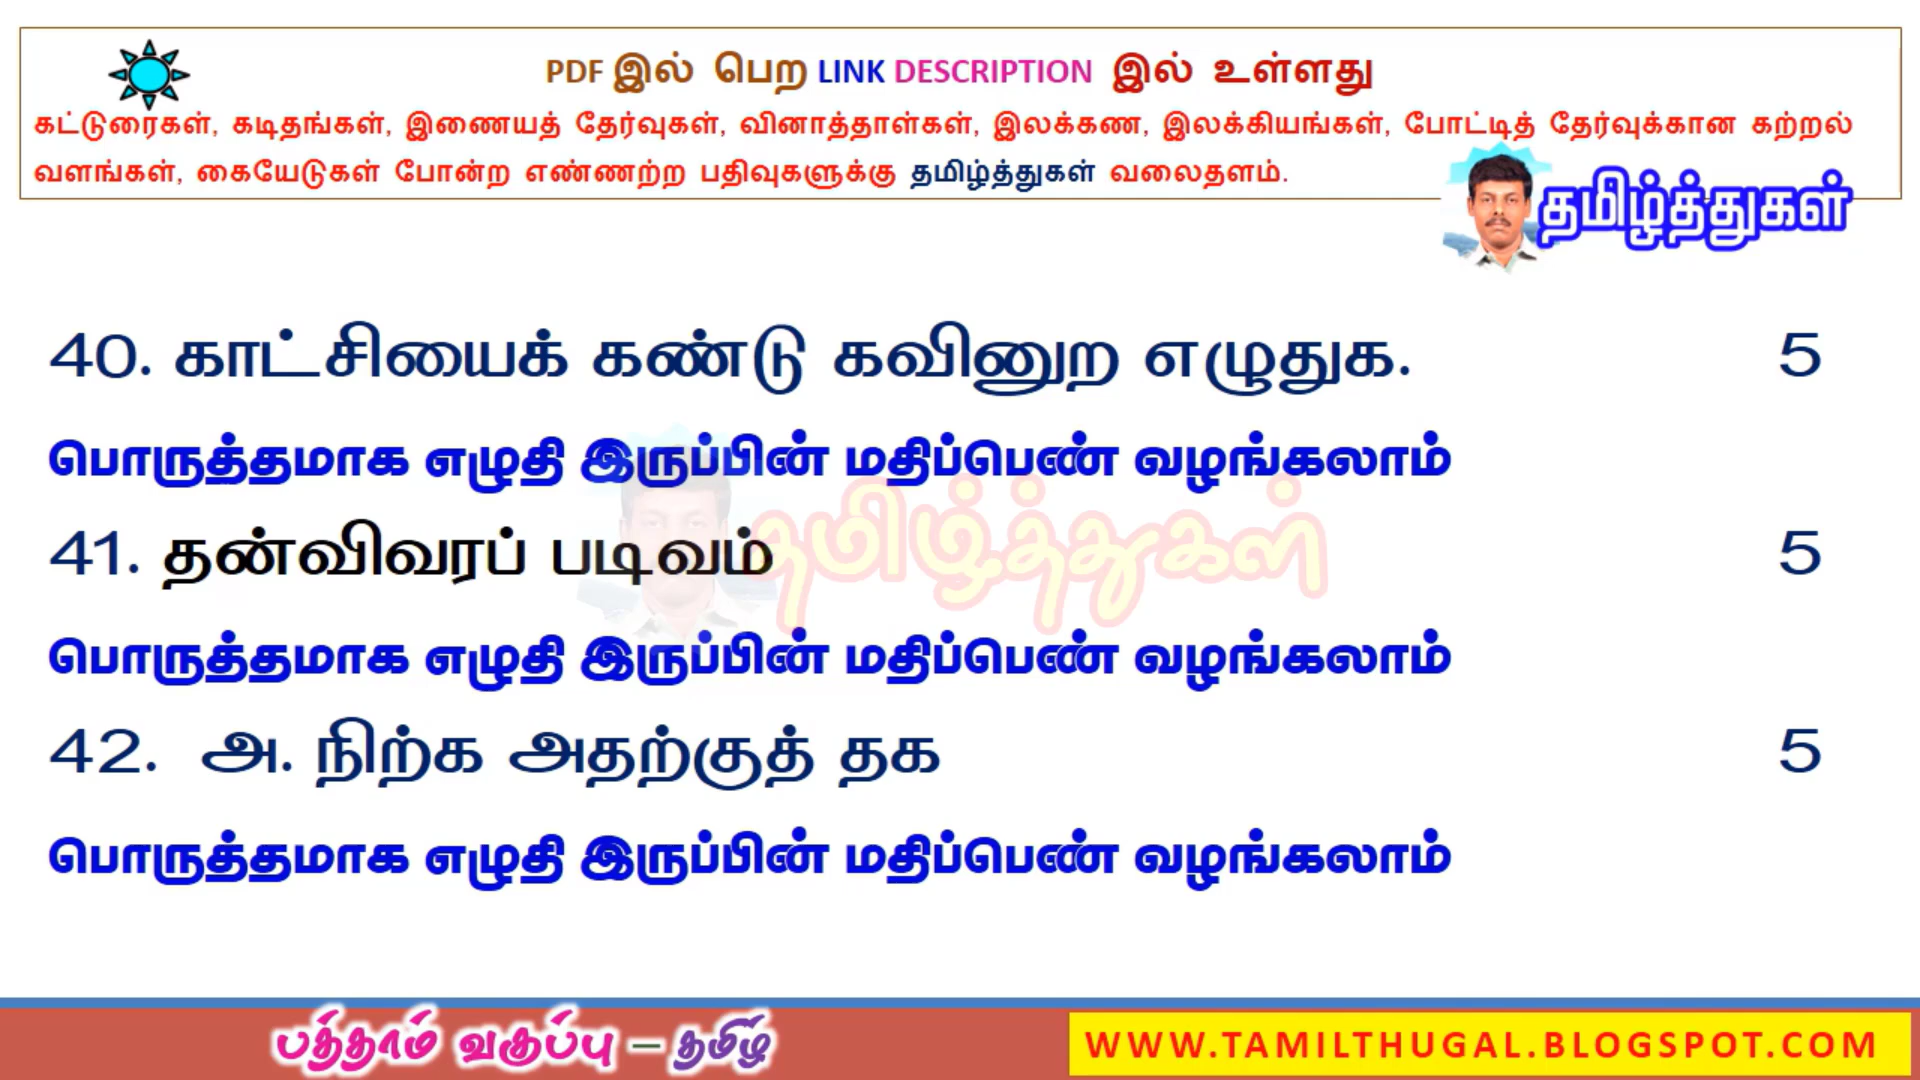 PDF இல் பெற LINK DESCRIPTION இல் உள்ளது
கட்டுரைகள், கடிதங்கள், இணையத் தேர்வுகள், வினாத்தாள்கள், இலக்கண, இலக்கியங்கள், போட்டித் தேர்வுக்கான கற்றல்
வளங்கள், கையேடுகள் போன்ற எண்ணற்ற பதிவுகளுக்கு தமிழ்த்துகள் வலைதளம்.
தமிழ்த்துகள்
40. காட்சியைக் கண்டு கவினுற எழுதுக. 5
பொருத்தமாக எழுதி இருப்பின் மதிப்பெண் வழங்கலாம்
தமிழ்த்துகள்
41. தன்விவரப் படிவம் 5
பொருத்தமாக எழுதி இருப்பின் மதிப்பெண் வழங்கலாம்
42. அ. நிற்க அதற்குத் தக 5
பொருத்தமாக எழுதி இருப்பின் மதிப்பெண் வழங்கலாம்
பத்தாம் வகுப்பு – தமிழ்
WWW.TAMILTHUGAL.BLOGSPOT.COM